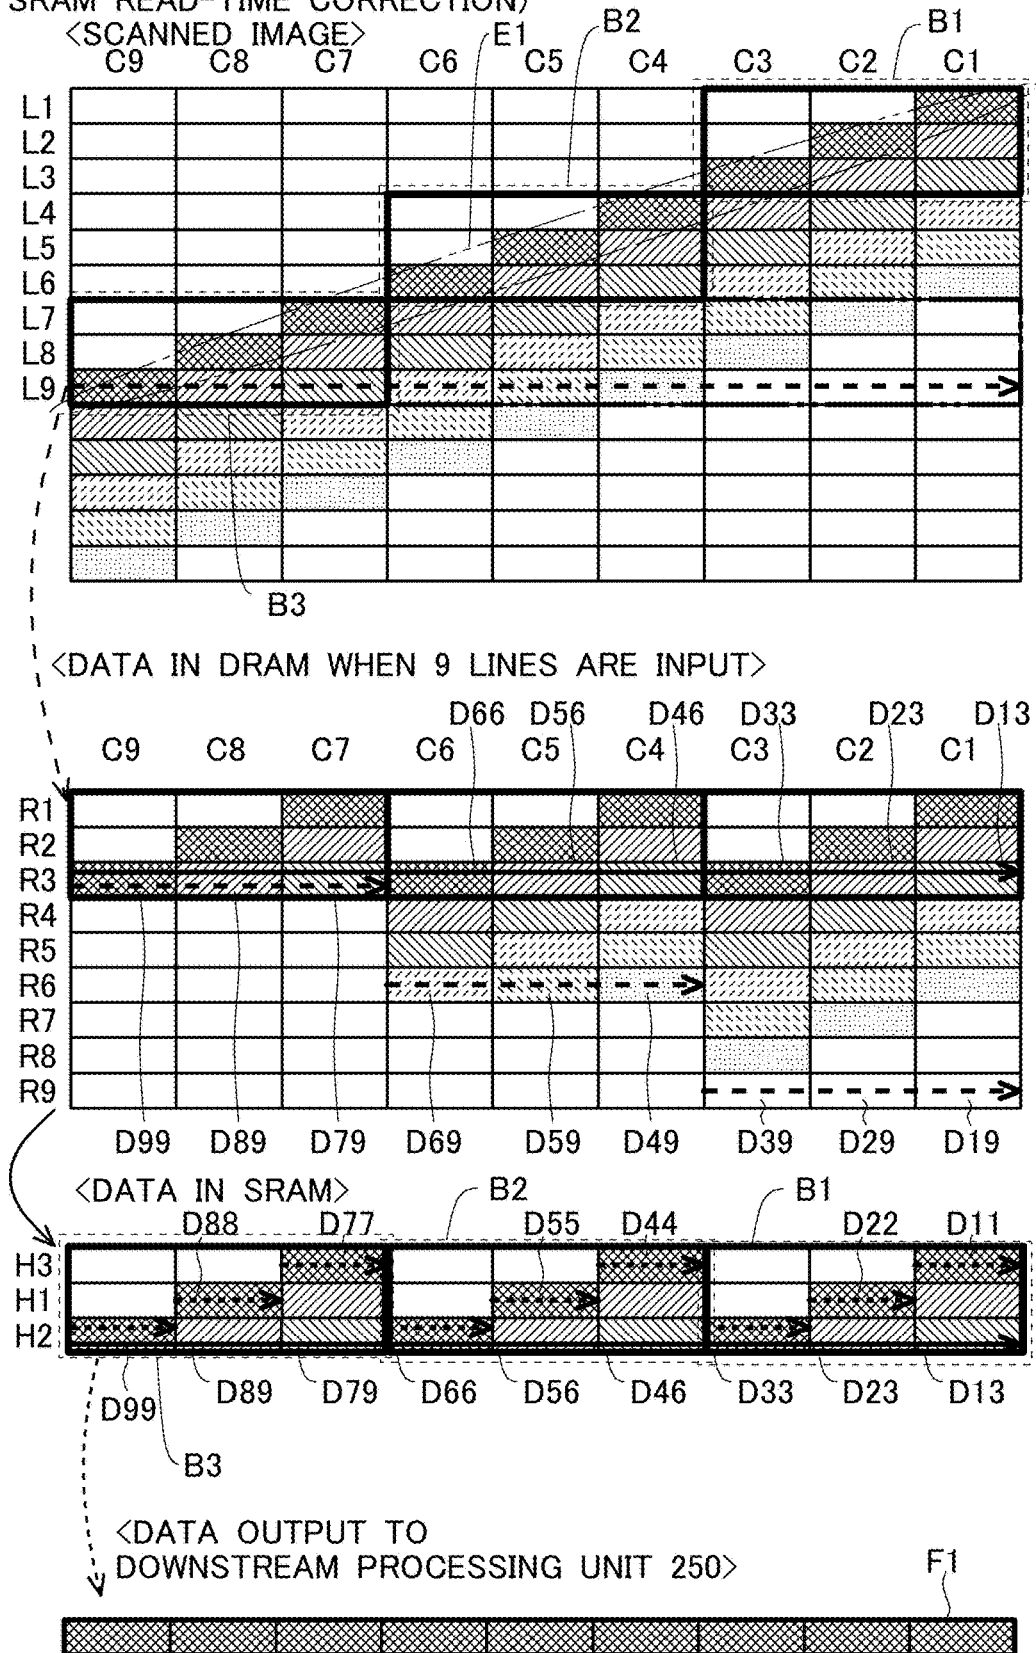 SRAM READ-TIME CORRECTION)
<SCANNED IMAGE>
E1 B2 B1
C9 C8 C7 C6 C5 C4 C3 C2 C1
L1
L2
L3
L4
L5
L6
L7
L8
L9
B3
<DATA IN DRAM WHEN 9 LINES ARE INPUT>
D66 D56 D46 D33 D23 D13
C9 C8 C7 C6 C5 C4 C3 C2 C1
R1
R2
R3
R4
R5
R6
R7
R8
R9
D99 D89 D79 D69 D59 D49 D39 D29 D19
<DATA IN SRAM> B2 B1
D88 D77 D55 D44 D22 D11
H3
H1
H2
D99 D89 D79 D66 D56 D46 D33 D23 D13
B3
<DATA OUTPUT TO
DOWNSTREAM PROCESSING UNIT 250> F1